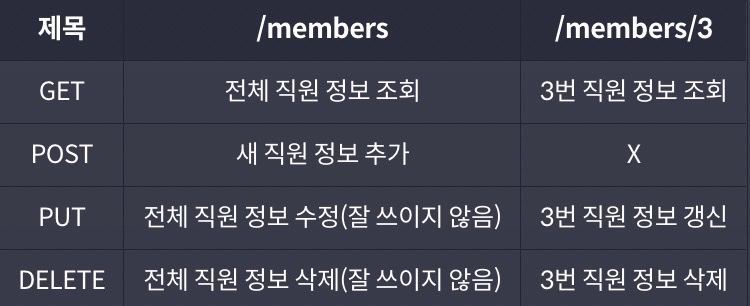 제목 /members /members/3
GET 전체 직원 정보 조회 3번 직원 정보 조회
POST 새 직원 정보 추가 X
PUT 전체 직원 정보 수정(잘 쓰이지 않음) 3번 직원 정보 갱신
DELETE 전체 직원 정보 삭제(잘 쓰이지 않음) 3번 직원 정보 삭제